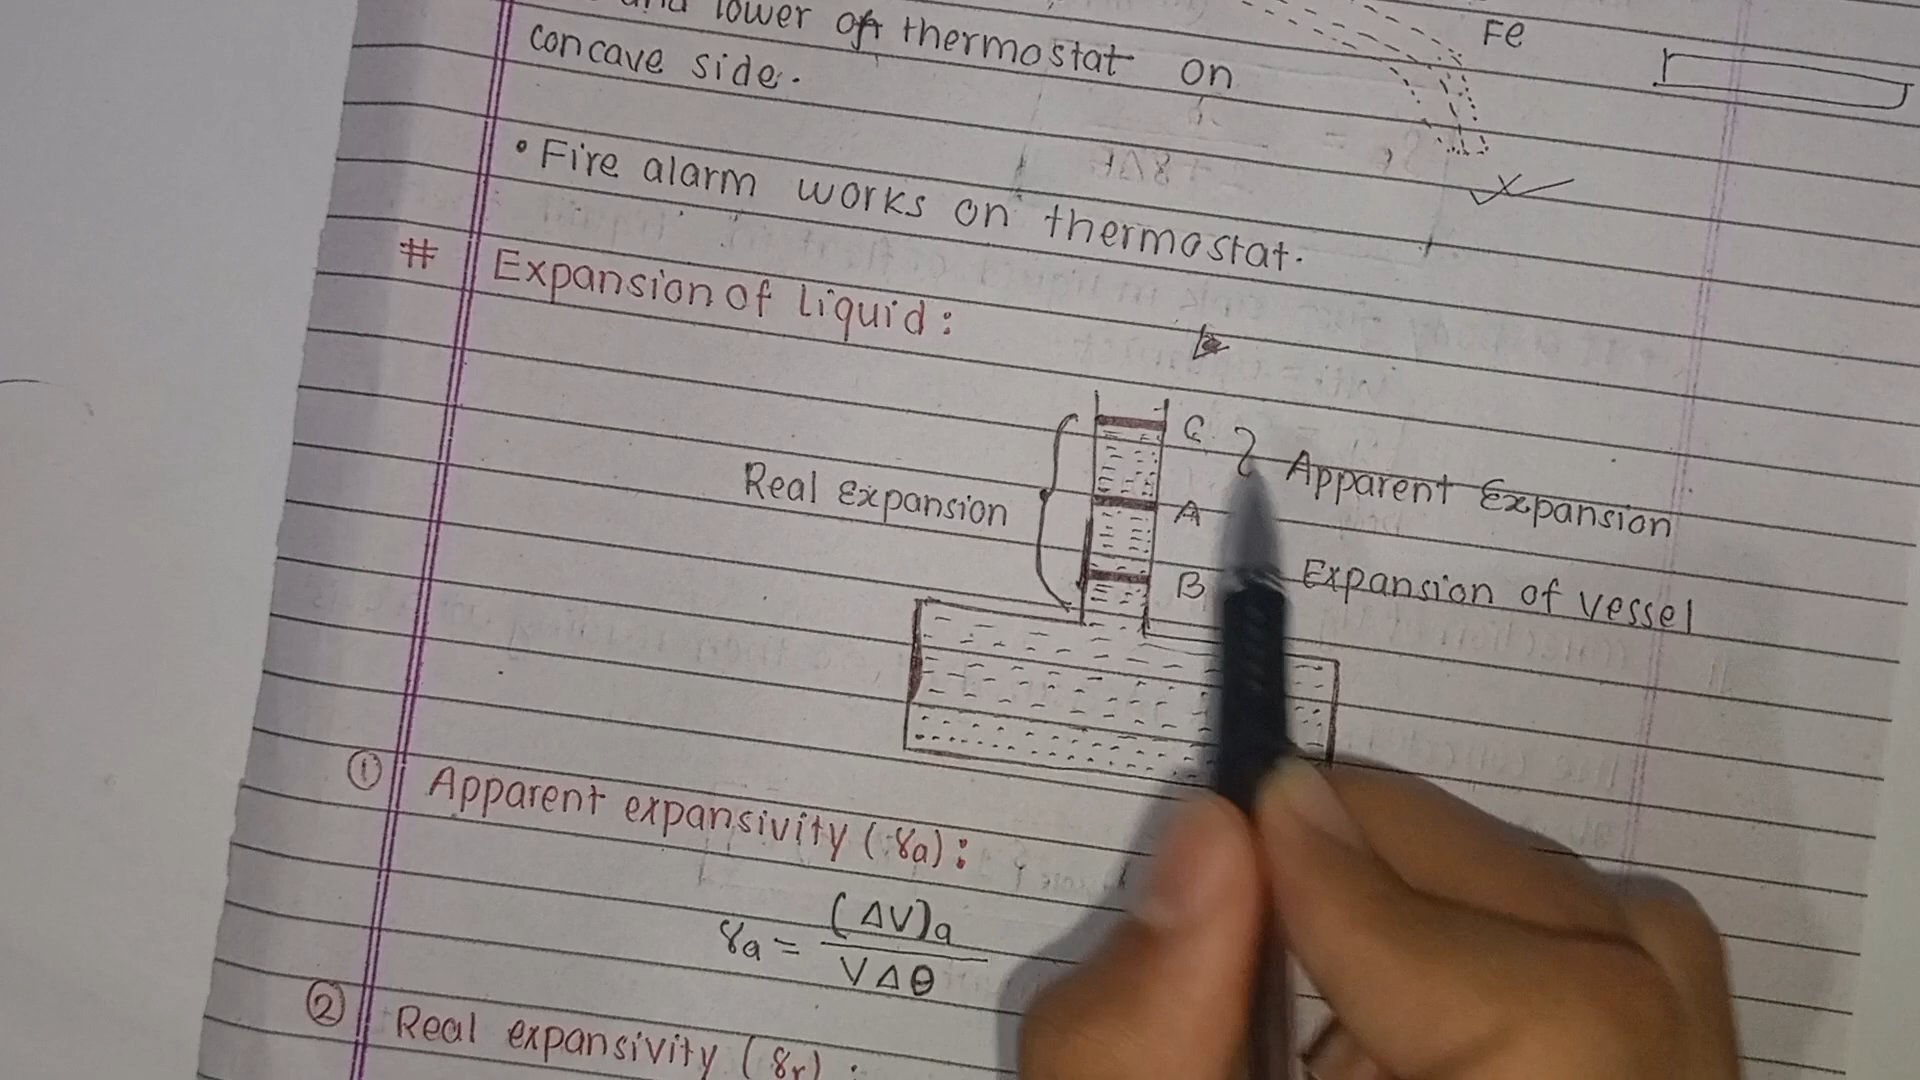 lower of thermostat on
Fe
concave side.
• Fire alarm works on thermostat.
# Expansion of liquid:
C
Apparent Expansion
Real Expansion
A
B
Expansion of vessel
① Apparent expansivity (γa):
γa = (ΔV)a / VΔθ
② Real expansivity (γr) :